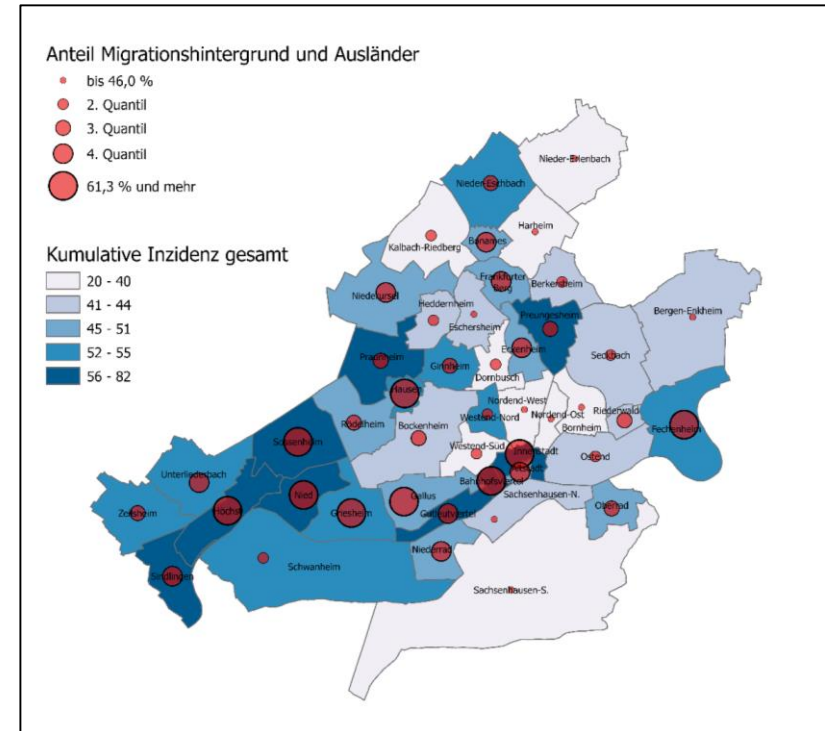 Anteil Migrationshintergrund und Ausländer
bis 46,0 %
2. Quantil
3. Quantil
4. Quantil
61,3 % und mehr
Kumulative Inzidenz gesamt
20 - 40
41 - 44
45 - 51
52 - 55
56 - 82
Nieder-Erlenbach
Nieder-Eschbach
Harheim
Kalbach-Riedberg
Bonames
Frankfurter
Berg
Berkersheim
Niederursel
Heddernheim
Eschersheim
Preungesheim
Bergen-Enkheim
Seckbach
Praunheim
Ginnheim
Eckenheim
Dornbusch
Hausen
Nordend-West
Westend-Nord
Nordend-Ost
Bornheim
Riederwald
Fechenheim
Rödelheim
Bockenheim
Sossenheim
Westend-Süd
Innenstadt
Ostend
Altstadt
Unterliederbach
Bahnhofsviertel
Sachsenhausen-N.
Nied
Gallus
Zeilsheim
Höchst
Griesheim
Gutleutviertel
Oberrad
Niederrad
Schwanheim
Sindlingen
Sachsenhausen-S.